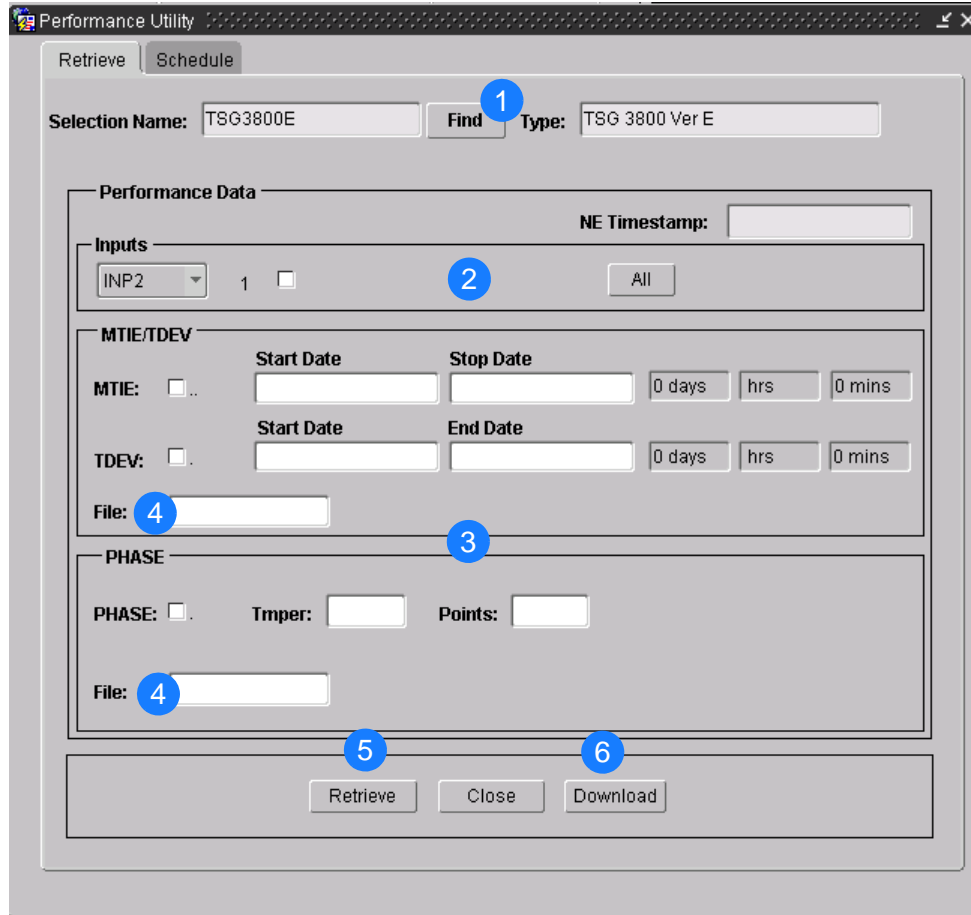 Performance Utility
Retrieve Schedule
1
Selection Name: TSG3800E Find Type: TSG 3800 Ver E
Performance Data
NE Timestamp:
Inputs
INP2 1 2 All
MTIE/TDEV
Start Date Stop Date
MTIE: .. 0 days hrs 0 mins
Start Date End Date
TDEV: . 0 days hrs 0 mins
File: 4
3
PHASE
PHASE: . Tmper: Points:
File: 4
5 6
Retrieve Close Download